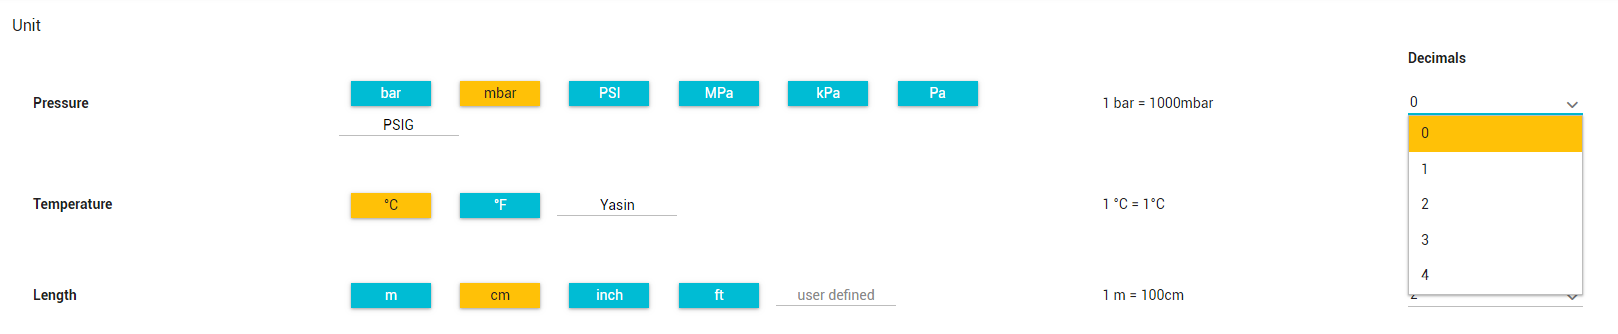 Unit
Decimals
Pressure bar mbar PSI MPa kPa Pa 1 bar = 1000mbar 0
PSIG
0
1
Temperature °C °F Yasin 1 °C = 1°C 2
3
4
Length m cm inch ft user defined 1 m = 100cm